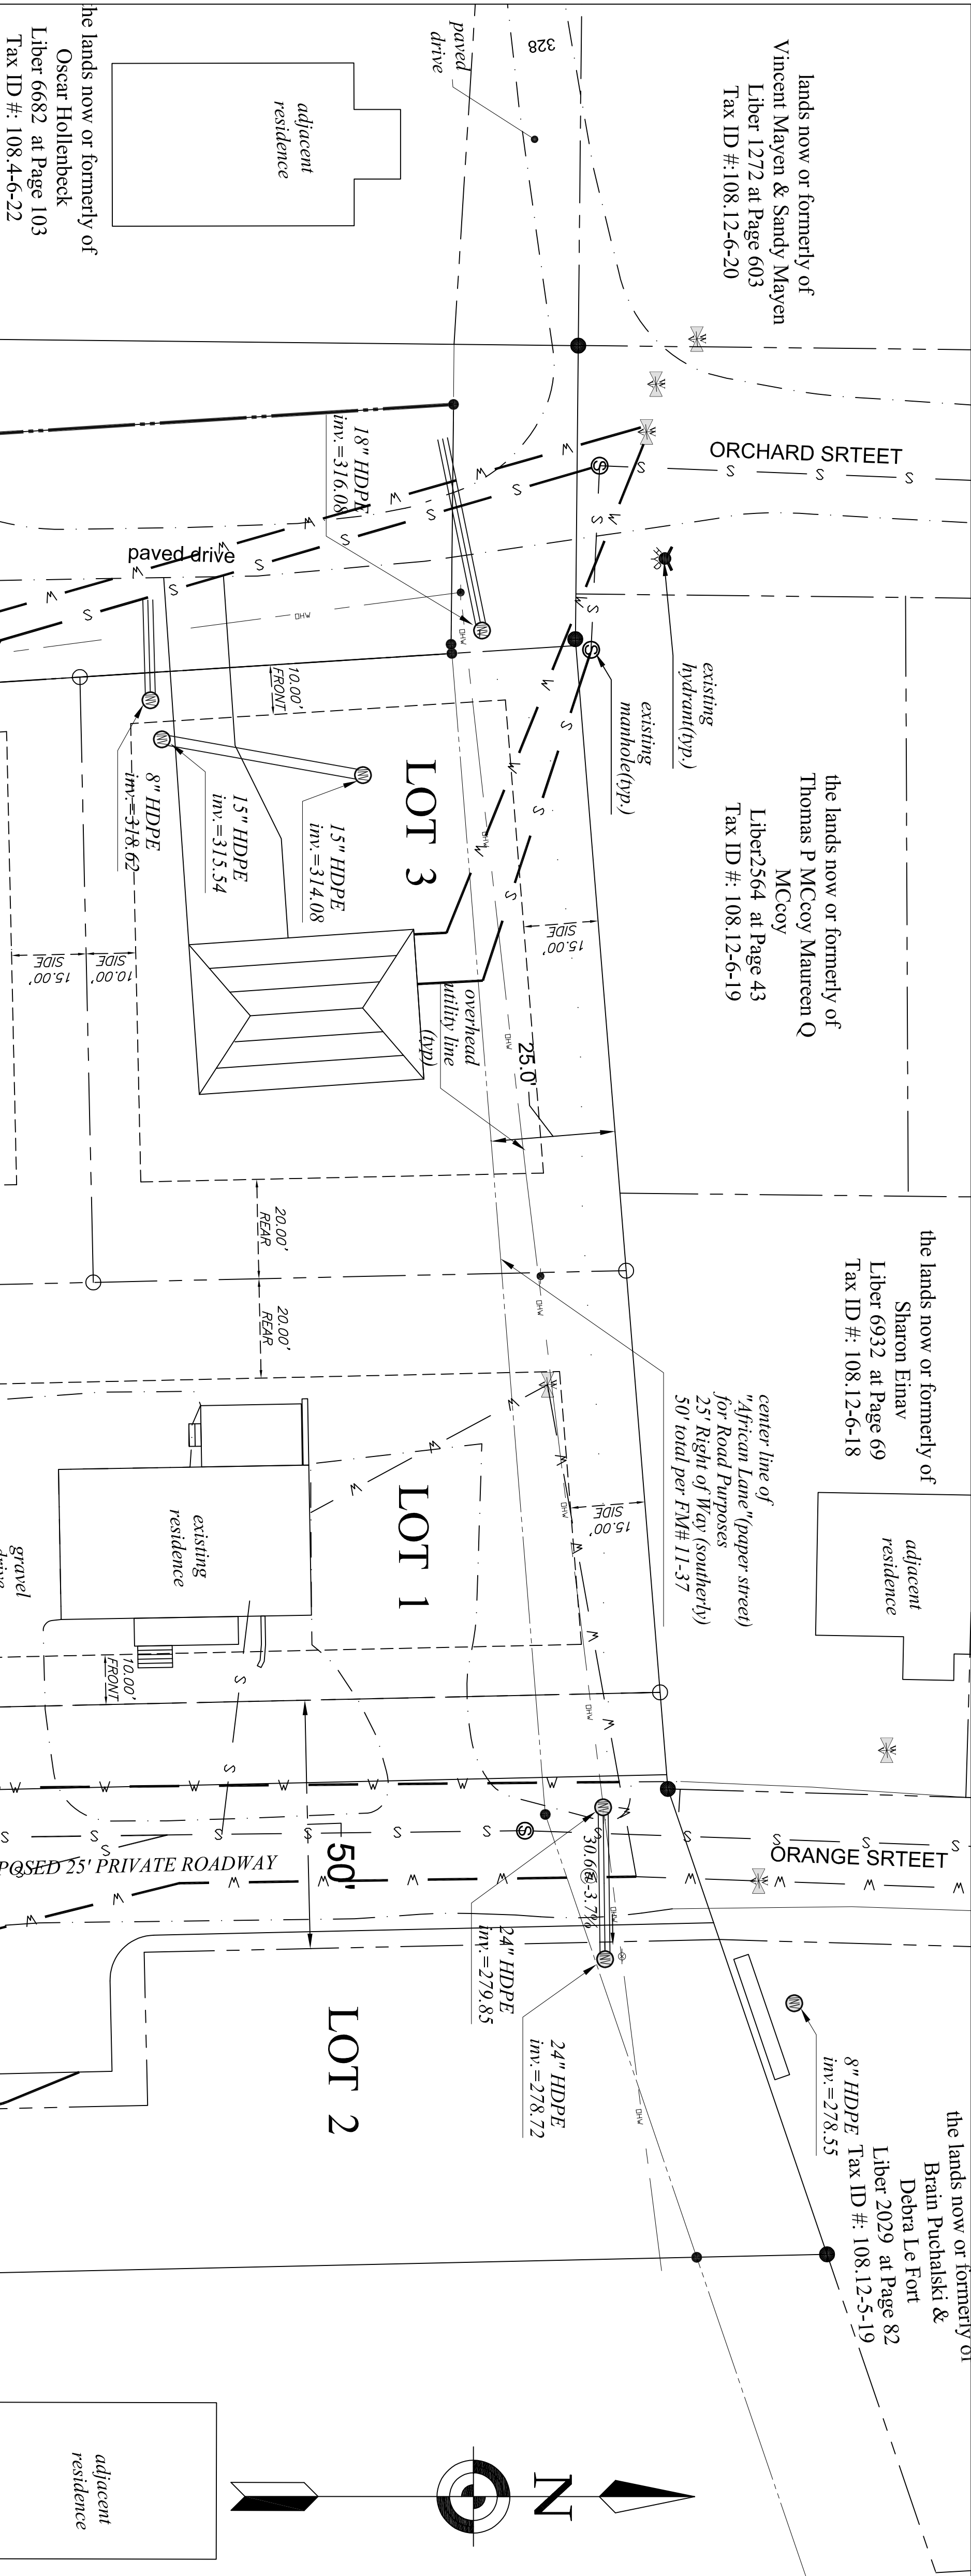 lands now or formerly of
Vincent Mayen & Sandy Mayen
Liber 1272 at Page 603
Tax ID #:108.12-6-20
328
paved
drive
adjacent
residence
he lands now or formerly of
Oscar Hollenbeck
Liber 6682 at Page 103
Tax ID #: 108.4-6-22
ORCHARD SRTEET
18" HDPE
inv.=316.08
paved drive
existing
hydrant(typ.)
existing
manhole(typ.)
10.00'
FRONT
LOT 3
8" HDPE
inv.=318.62
15" HDPE
inv.=315.54
15" HDPE
inv.=314.08
the lands now or formerly of
Thomas P MCcoy Maureen Q
MCcoy
Liber2564 at Page 43
Tax ID #: 108.12-6-19
15.00'
SIDE
10.00'
SIDE
15.00'
SIDE
overhead
utility line
(typ)
25.0'
20.00'
REAR
20.00'
REAR
the lands now or formerly of
Sharon Einav
Liber 6932 at Page 69
Tax ID #: 108.12-6-18
center line of
"African Lane"(paper street)
for Road Purposes
25' Right of Way (southerly)
50' total per FM# 11-37
15.00'
SIDE
LOT 1
adjacent
residence
existing
residence
gravel
drive
10.00'
FRONT
ORANGE SRTEET
POSED 25' PRIVATE ROADWAY
50'
30.6@-3.7%
24" HDPE
inv.=279.85
24" HDPE
inv.=278.72
LOT 2
8" HDPE
inv.=278.55
the lands now or formerly of
Brain Puchalski &
Debra Le Fort
Liber 2029 at Page 82
Tax ID #: 108.12-5-19
N
adjacent
residence
W
S
OHW